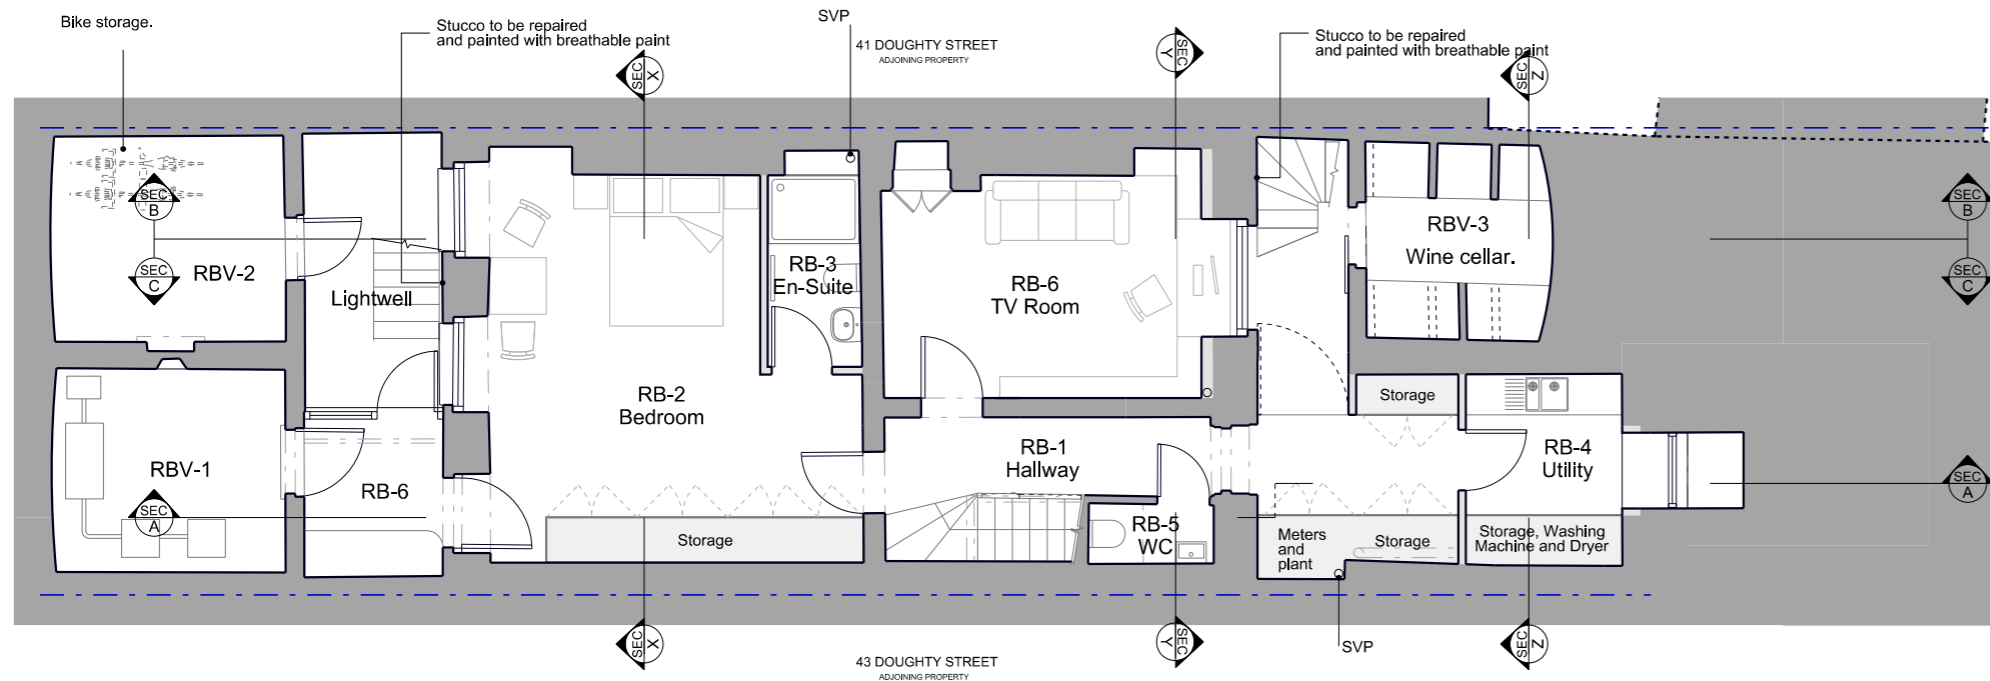 Bike storage.
Stucco to be repaired
and painted with breathable paint
SVP
41 DOUGHTY STREET
ADJOINING PROPERTY
Stucco to be repaired
and painted with breathable paint
SEC X
SEC Y
SEC Z
SEC B
SEC C
RBV-2
Lightwell
RB-3
En-Suite
RB-6
TV Room
RBV-3
Wine cellar.
SEC B
SEC C
RB-2
Bedroom
Storage
RBV-1
RB-6
RB-1
Hallway
RB-4
Utility
SEC A
SEC A
Storage
RB-5
WC
Meters
and
plant
Storage
Storage, Washing
Machine and Dryer
SEC X
SEC Y
SEC Z
SVP
43 DOUGHTY STREET
ADJOINING PROPERTY